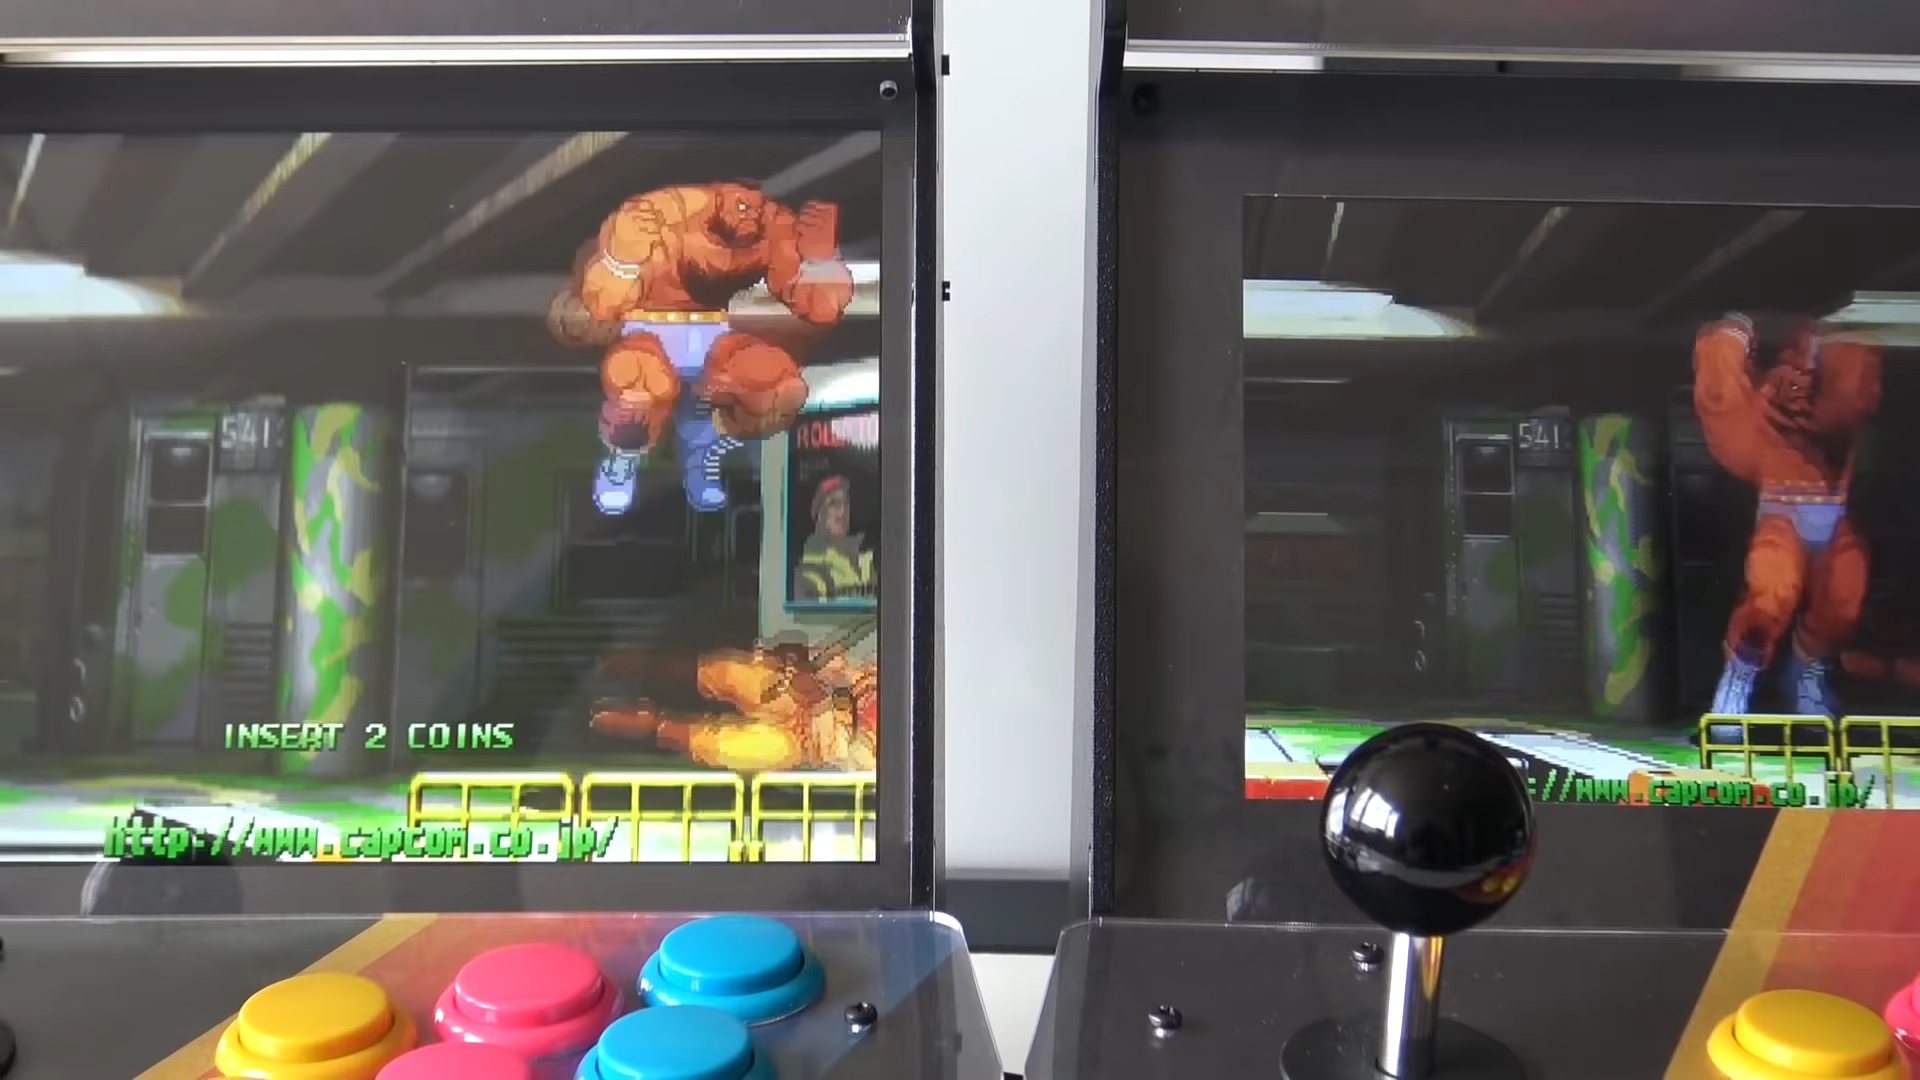 541
INSERT 2 COINS
http://www.capcom.co.jp/
541
://www.capcom.co.jp/